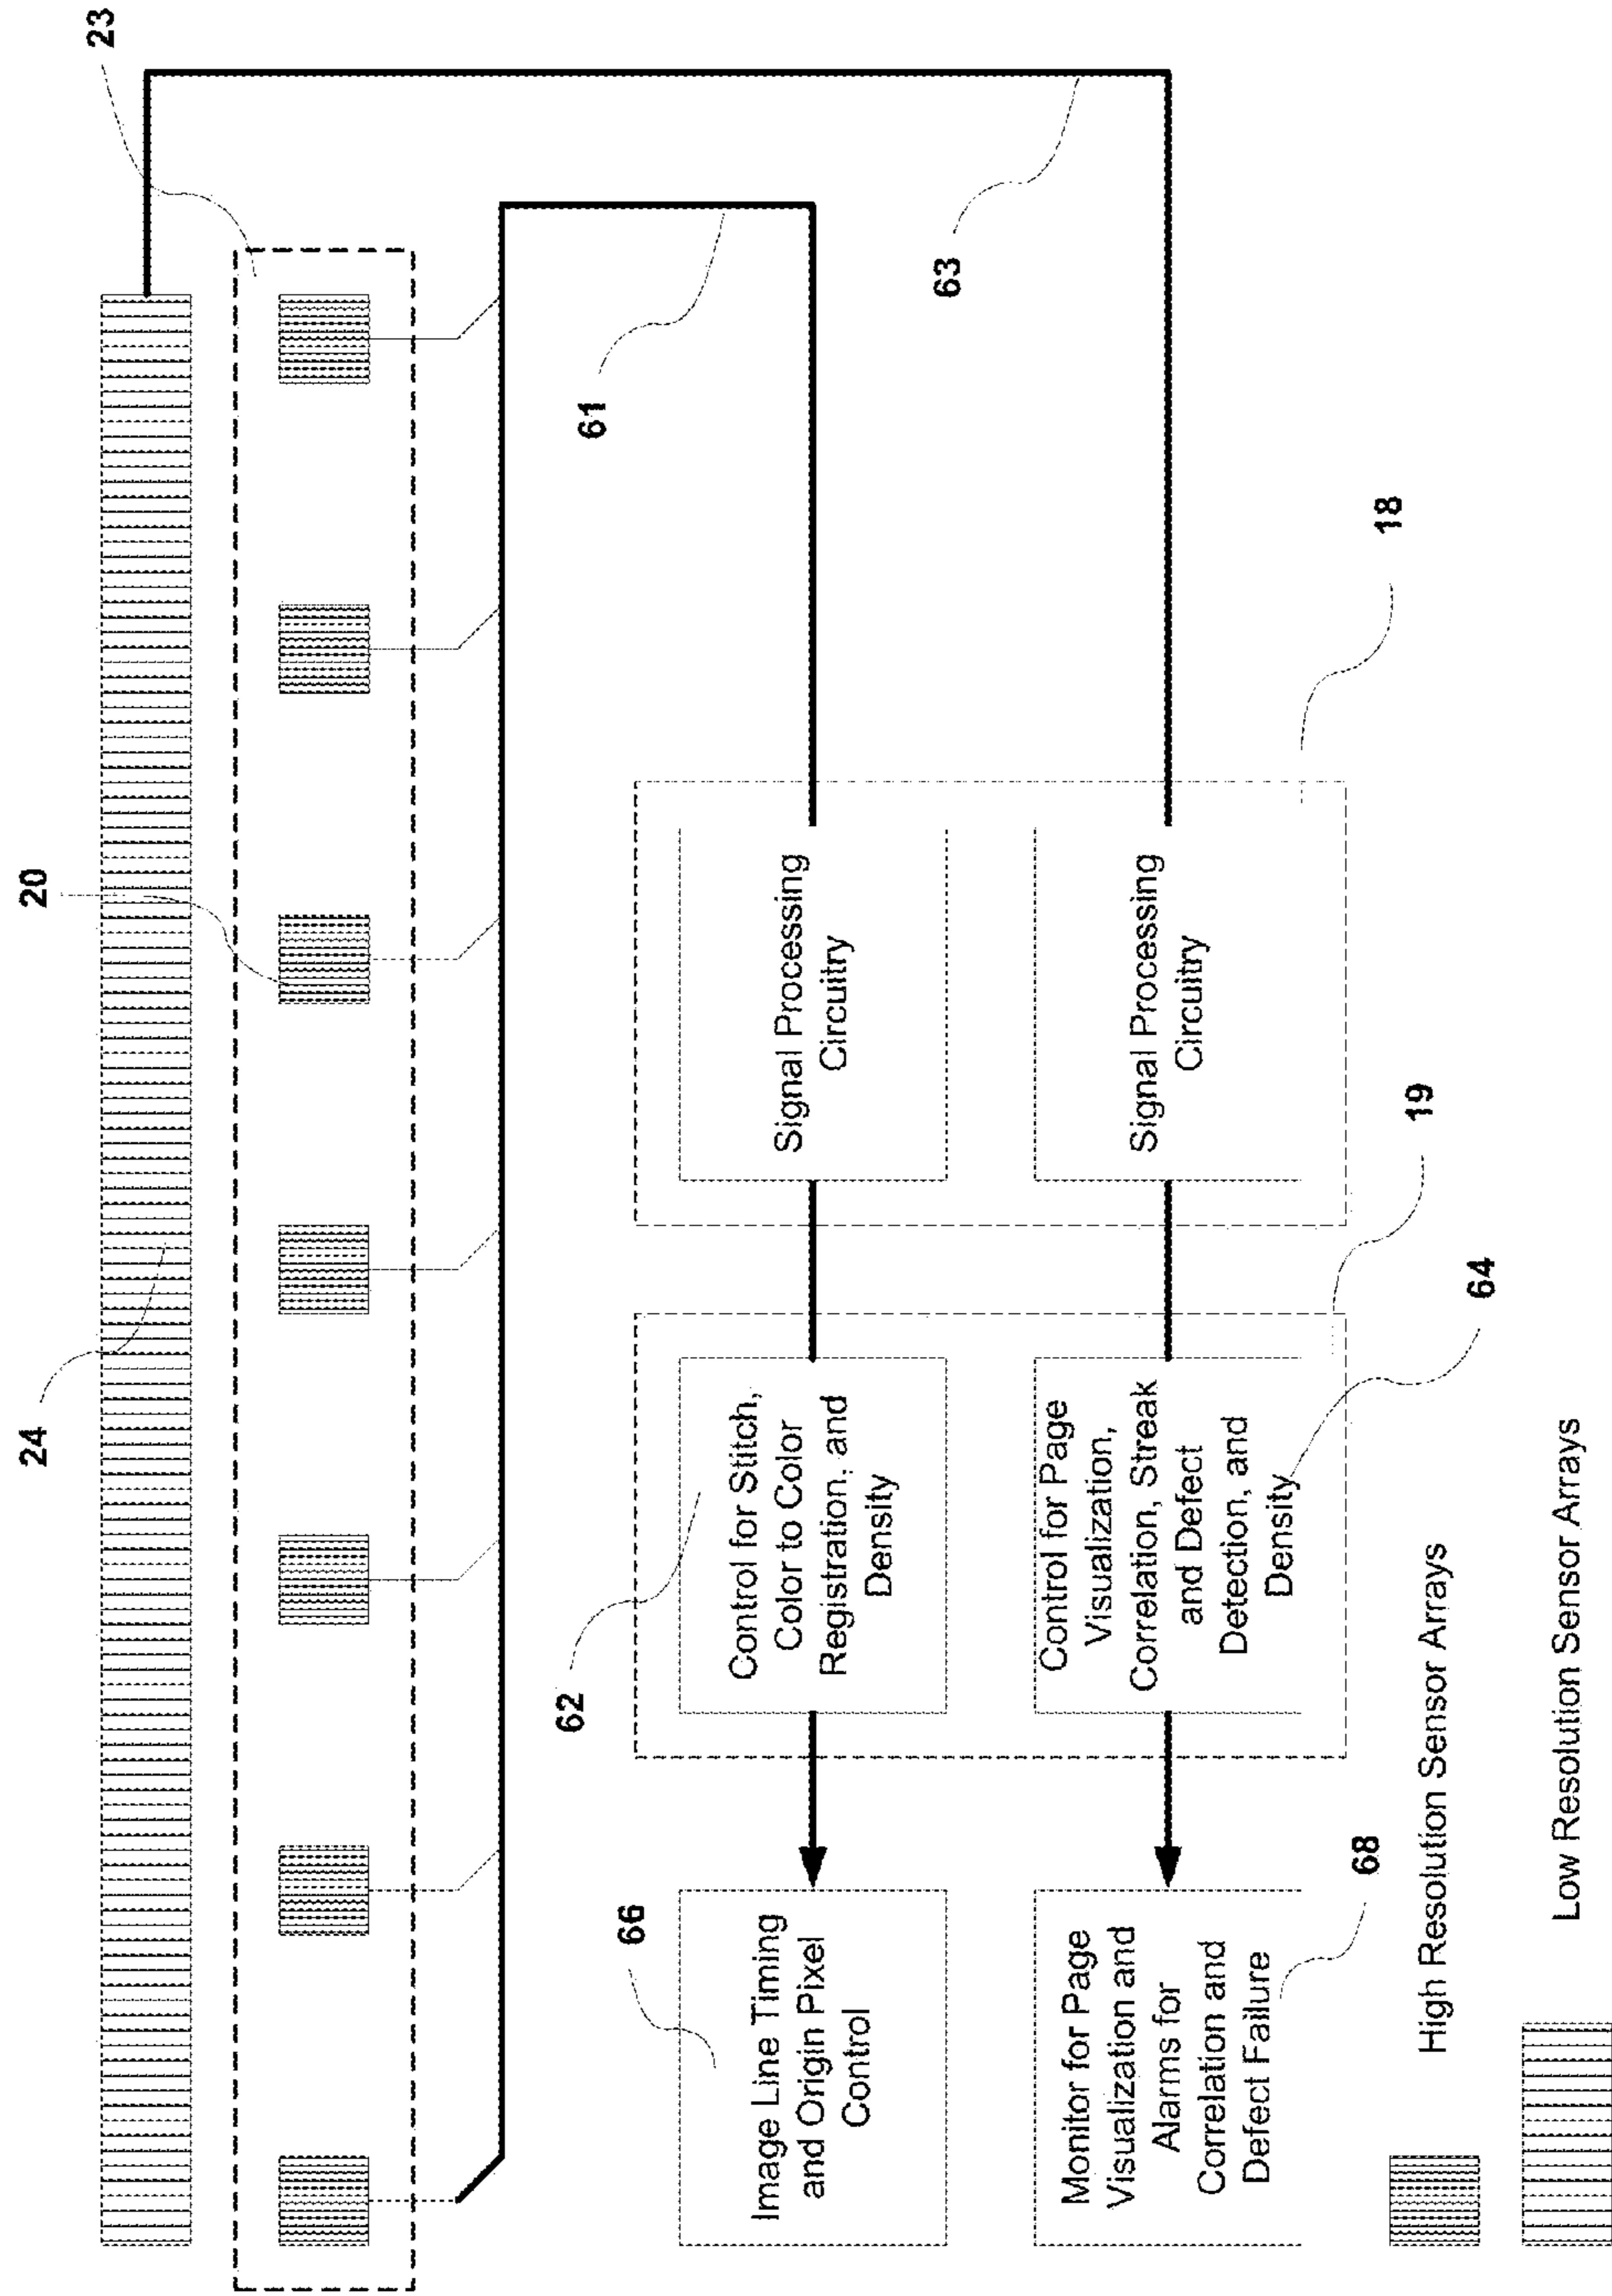 23
20
24
61
63
18
19
64
62
66
68
Signal Processing
Circuitry
Signal Processing
Circuitry
Control for Stitch,
Color to Color
Registration, and
Density
Control for Page
Visualization,
Correlation, Streak
and Defect
Detection, and
Density
Image Line Timing
and Origin Pixel
Control
Monitor for Page
Visualization and
Alarms for
Correlation and
Defect Failure
High Resolution Sensor Arrays
Low Resolution Sensor Arrays